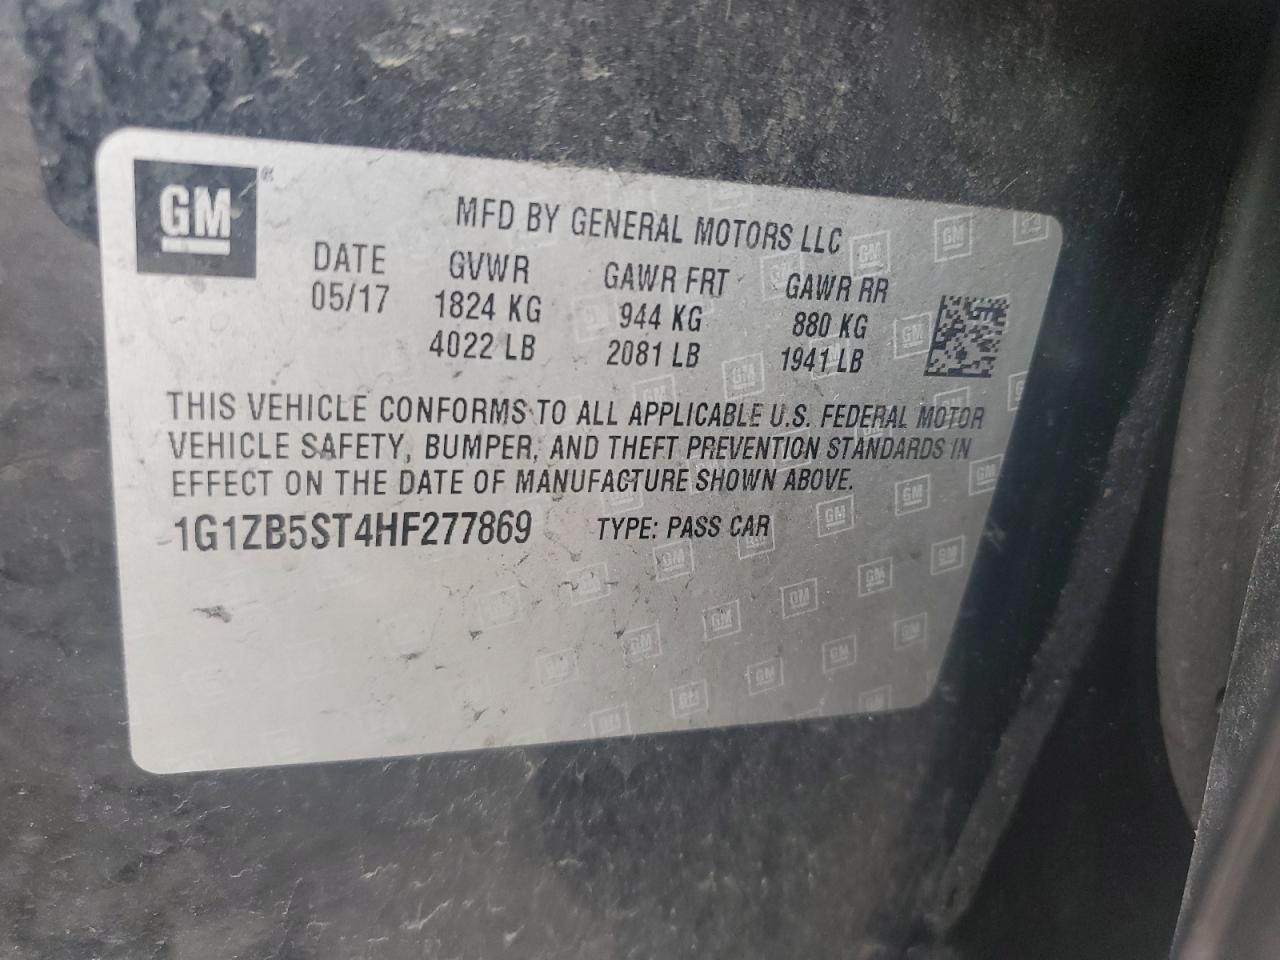 GM®
MFD BY GENERAL MOTORS LLC
DATE GVWR GAWR FRT GAWR RR
05/17 1824 KG 944 KG 880 KG
4022 LB 2081 LB 1941 LB
THIS VEHICLE CONFORMS TO ALL APPLICABLE U.S. FEDERAL MOTOR
VEHICLE SAFETY, BUMPER, AND THEFT PREVENTION STANDARDS IN
EFFECT ON THE DATE OF MANUFACTURE SHOWN ABOVE.
1G1ZB5ST4HF277869 TYPE: PASS CAR